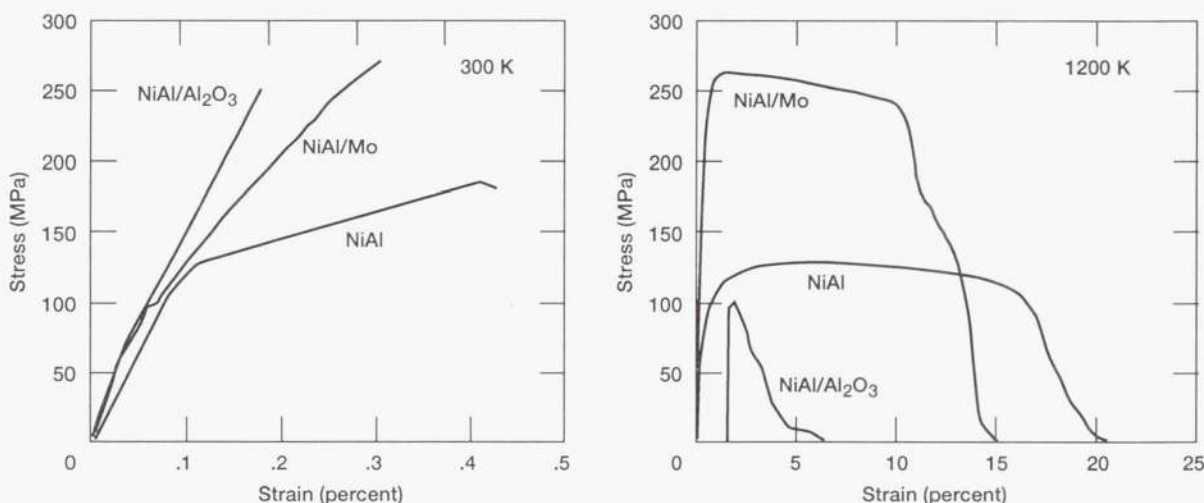 300
250
200
150
100
50
0
.1
.2
.3
.4
.5
Stress (MPa)
Strain (percent)
300 K
NiAl/Al₂O₃
NiAl/Mo
NiAl
300
250
200
150
100
50
0
5
10
15
20
25
Stress (MPa)
Strain (percent)
1200 K
NiAl/Mo
NiAl
NiAl/Al₂O₃